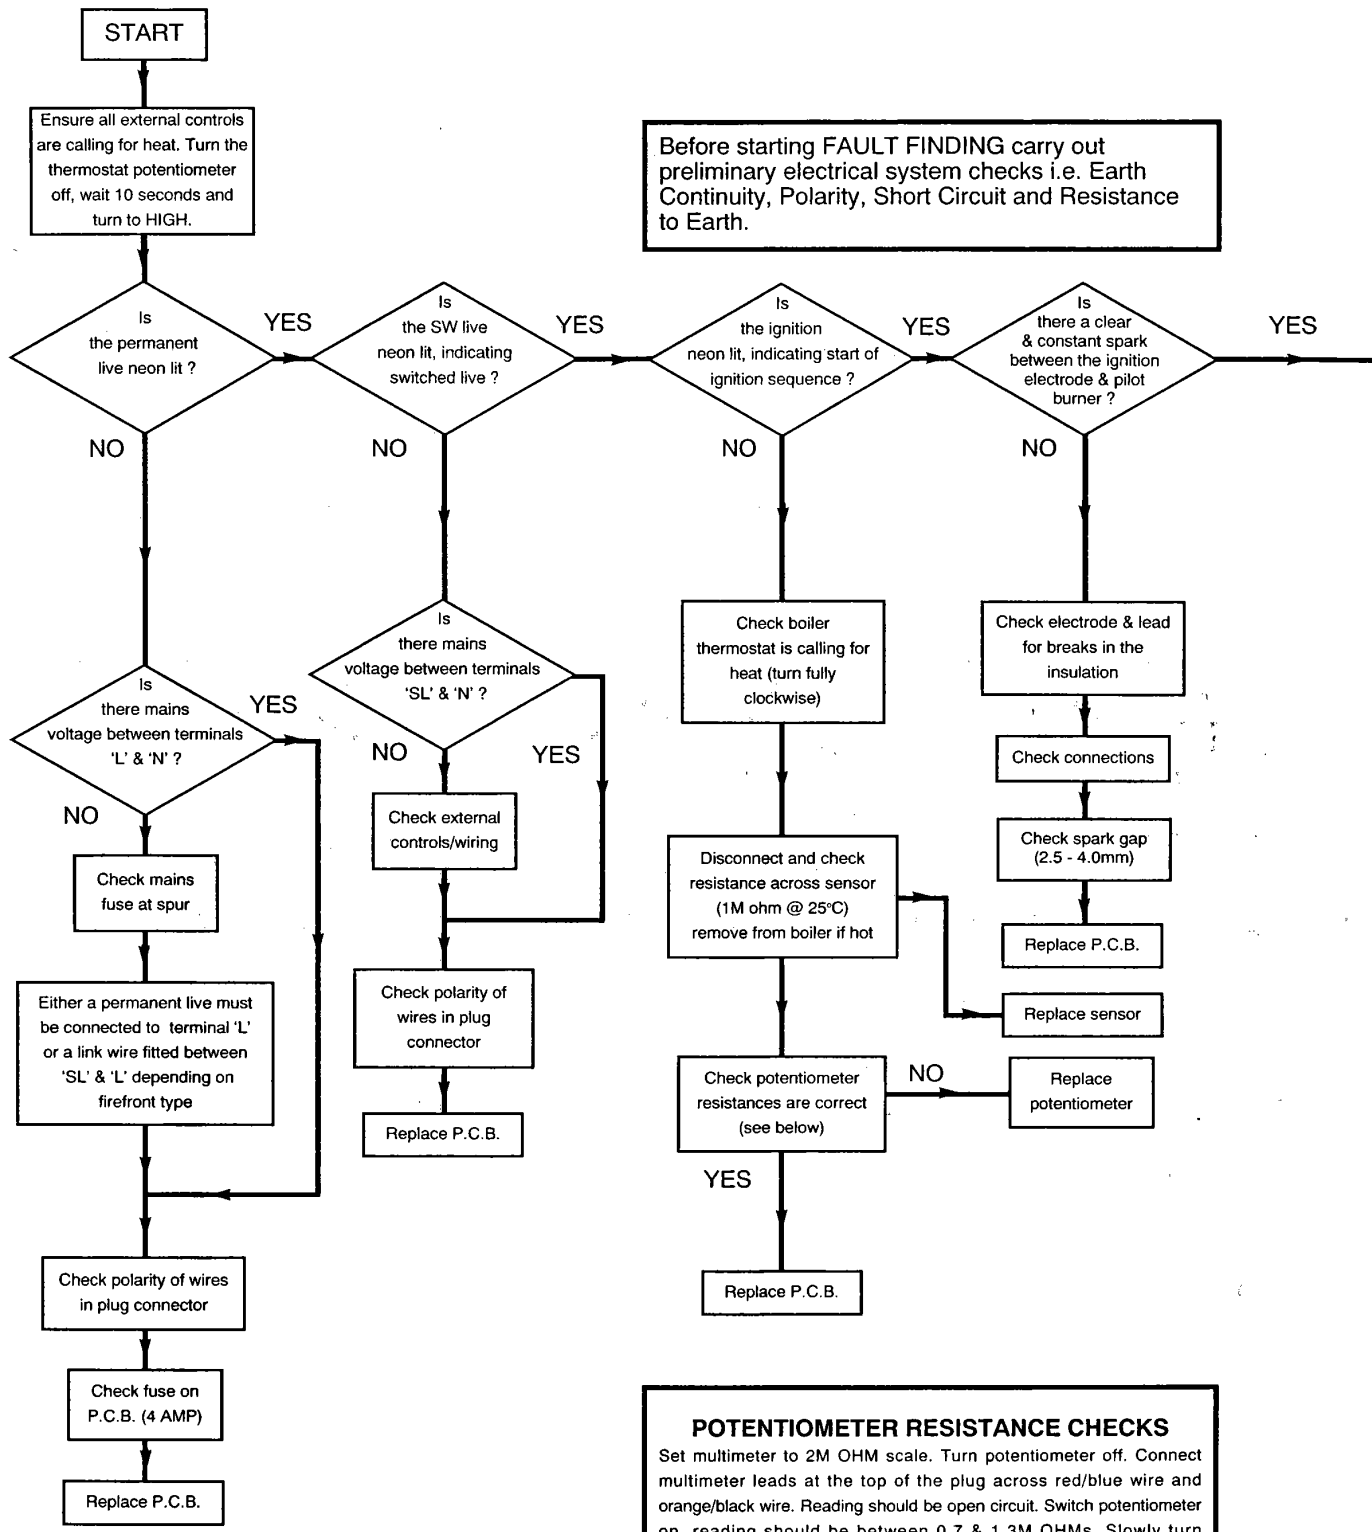 START
Ensure all external controls
are calling for heat. Turn the
thermostat potentiometer
off, wait 10 seconds and
turn to HIGH.
Before starting FAULT FINDING carry out
preliminary electrical system checks i.e. Earth
Continuity, Polarity, Short Circuit and Resistance
to Earth.
Is
the permanent
live neon lit ?
YES
NO
Is
the SW live
neon lit, indicating
switched live ?
YES
NO
Is
the ignition
neon lit, indicating start of
ignition sequence ?
YES
NO
Is
there a clear
& constant spark
between the ignition
electrode & pilot
burner ?
YES
NO
Is
there mains
voltage between terminals
'L' & 'N' ?
YES
NO
Check mains
fuse at spur
Either a permanent live must
be connected to terminal 'L'
or a link wire fitted between
'SL' & 'L' depending on
firefront type
Check polarity of wires
in plug connector
Check fuse on
P.C.B. (4 AMP)
Replace P.C.B.
Is
there mains
voltage between terminals
'SL' & 'N' ?
NO
YES
Check external
controls/wiring
Check polarity of
wires in plug
connector
Replace P.C.B.
Check boiler
thermostat is calling for
heat (turn fully
clockwise)
Disconnect and check
resistance across sensor
(1M ohm @ 25°C)
remove from boiler if hot
Replace sensor
Check potentiometer
resistances are correct
(see below)
NO
Replace
potentiometer
YES
Replace P.C.B.
Check electrode & lead
for breaks in the
insulation
Check connections
Check spark gap
(2.5 - 4.0mm)
Replace P.C.B.
POTENTIOMETER RESISTANCE CHECKS
Set multimeter to 2M OHM scale. Turn potentiometer off. Connect
multimeter leads at the top of the plug across red/blue wire and
orange/black wire. Reading should be open circuit. Switch potentiometer
on, reading should be between 0.7 & 1.3M OHMs. Slowly turn